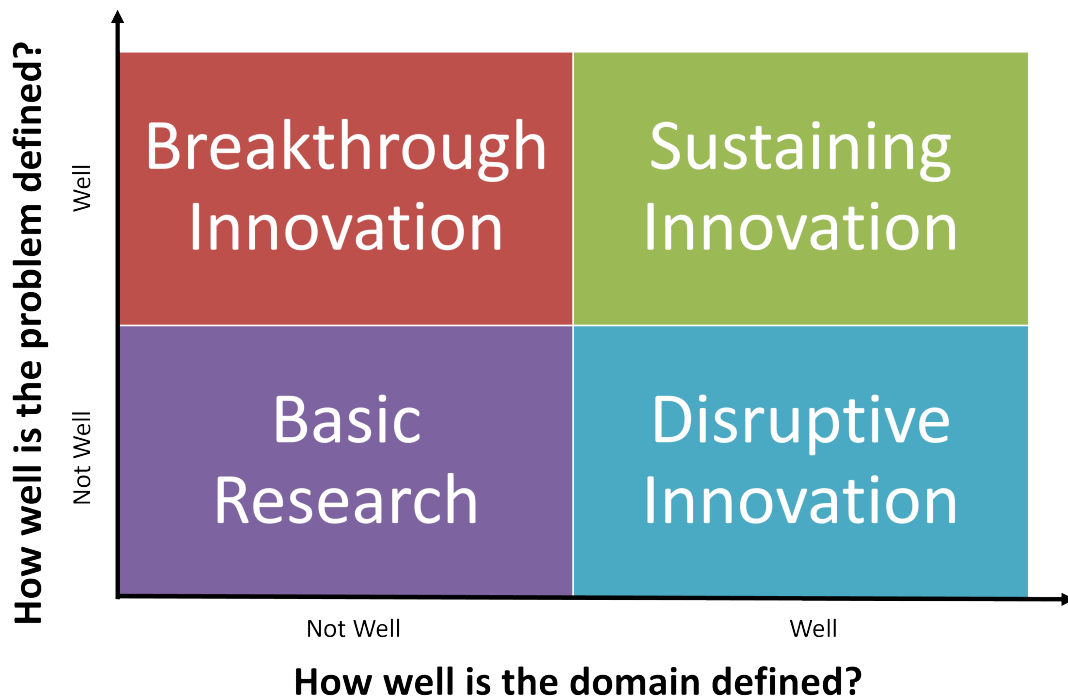 How well is the problem defined?
Well
Not Well
Breakthrough
Innovation
Sustaining
Innovation
Basic
Research
Disruptive
Innovation
Not Well
Well
How well is the domain defined?